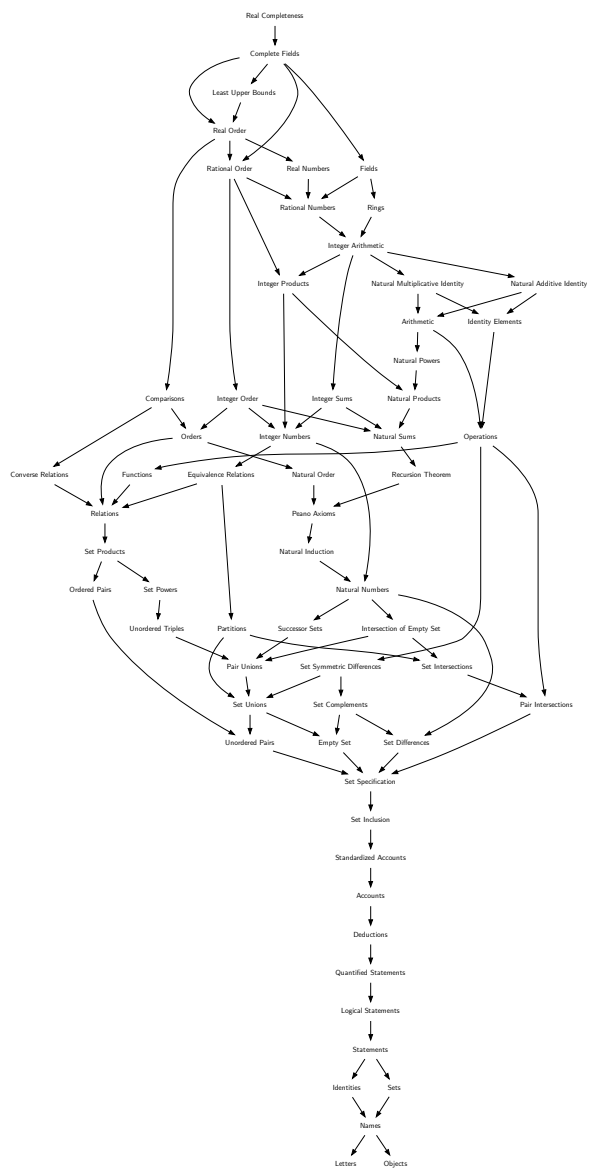 Real Completeness
Complete Fields
Least Upper Bounds
Real Order
Rational Order
Real Numbers
Fields
Rational Numbers
Rings
Integer Arithmetic
Integer Products
Natural Multiplicative Identity
Natural Additive Identity
Arithmetic
Identity Elements
Natural Powers
Comparisons
Integer Order
Integer Sums
Natural Products
Orders
Integer Numbers
Natural Sums
Operations
Converse Relations
Functions
Equivalence Relations
Natural Order
Recursion Theorem
Relations
Peano Axioms
Set Products
Natural Induction
Ordered Pairs
Set Powers
Natural Numbers
Unordered Triples
Partitions
Successor Sets
Intersection of Empty Set
Pair Unions
Set Symmetric Differences
Set Intersections
Set Unions
Set Complements
Pair Intersections
Unordered Pairs
Empty Set
Set Differences
Set Specification
Set Inclusion
Standardized Accounts
Accounts
Deductions
Quantified Statements
Logical Statements
Statements
Identities
Sets
Names
Letters
Objects